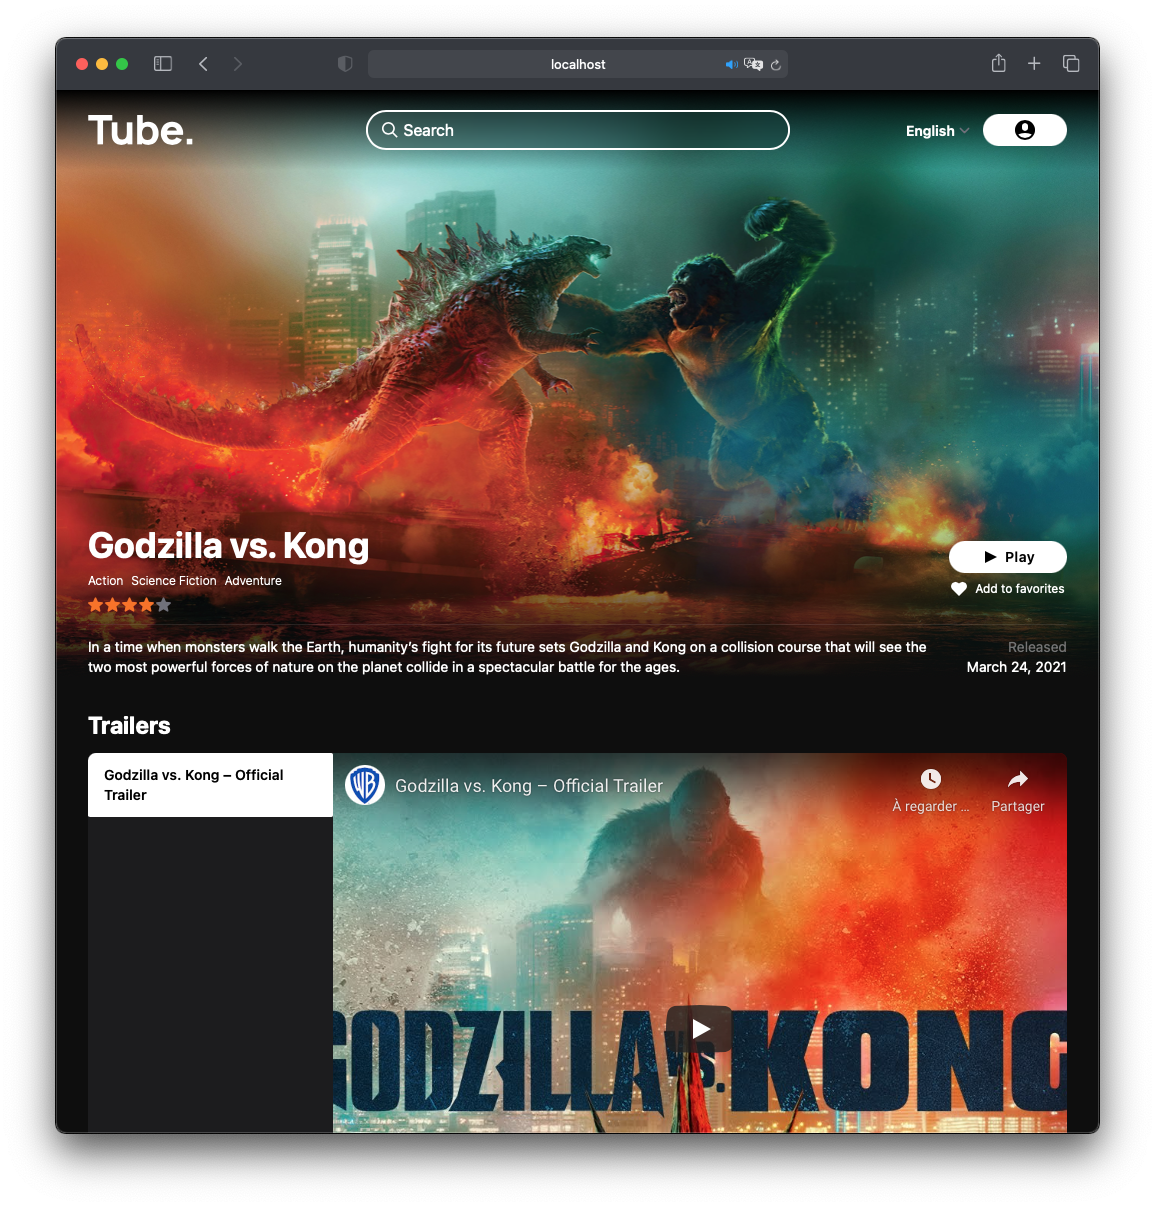 localhost
Tube.
Search
English
Godzilla vs. Kong
Play
Action Science Fiction Adventure
Add to favorites
In a time when monsters walk the Earth, humanity’s fight for its future sets Godzilla and Kong on a collision course that will see the
two most powerful forces of nature on the planet collide in a spectacular battle for the ages.
Released
March 24, 2021
Trailers
Godzilla vs. Kong – Official
Trailer
WB
Godzilla vs. Kong – Official Trailer
À regarder ...
Partager
GODZILLA VS. KONG